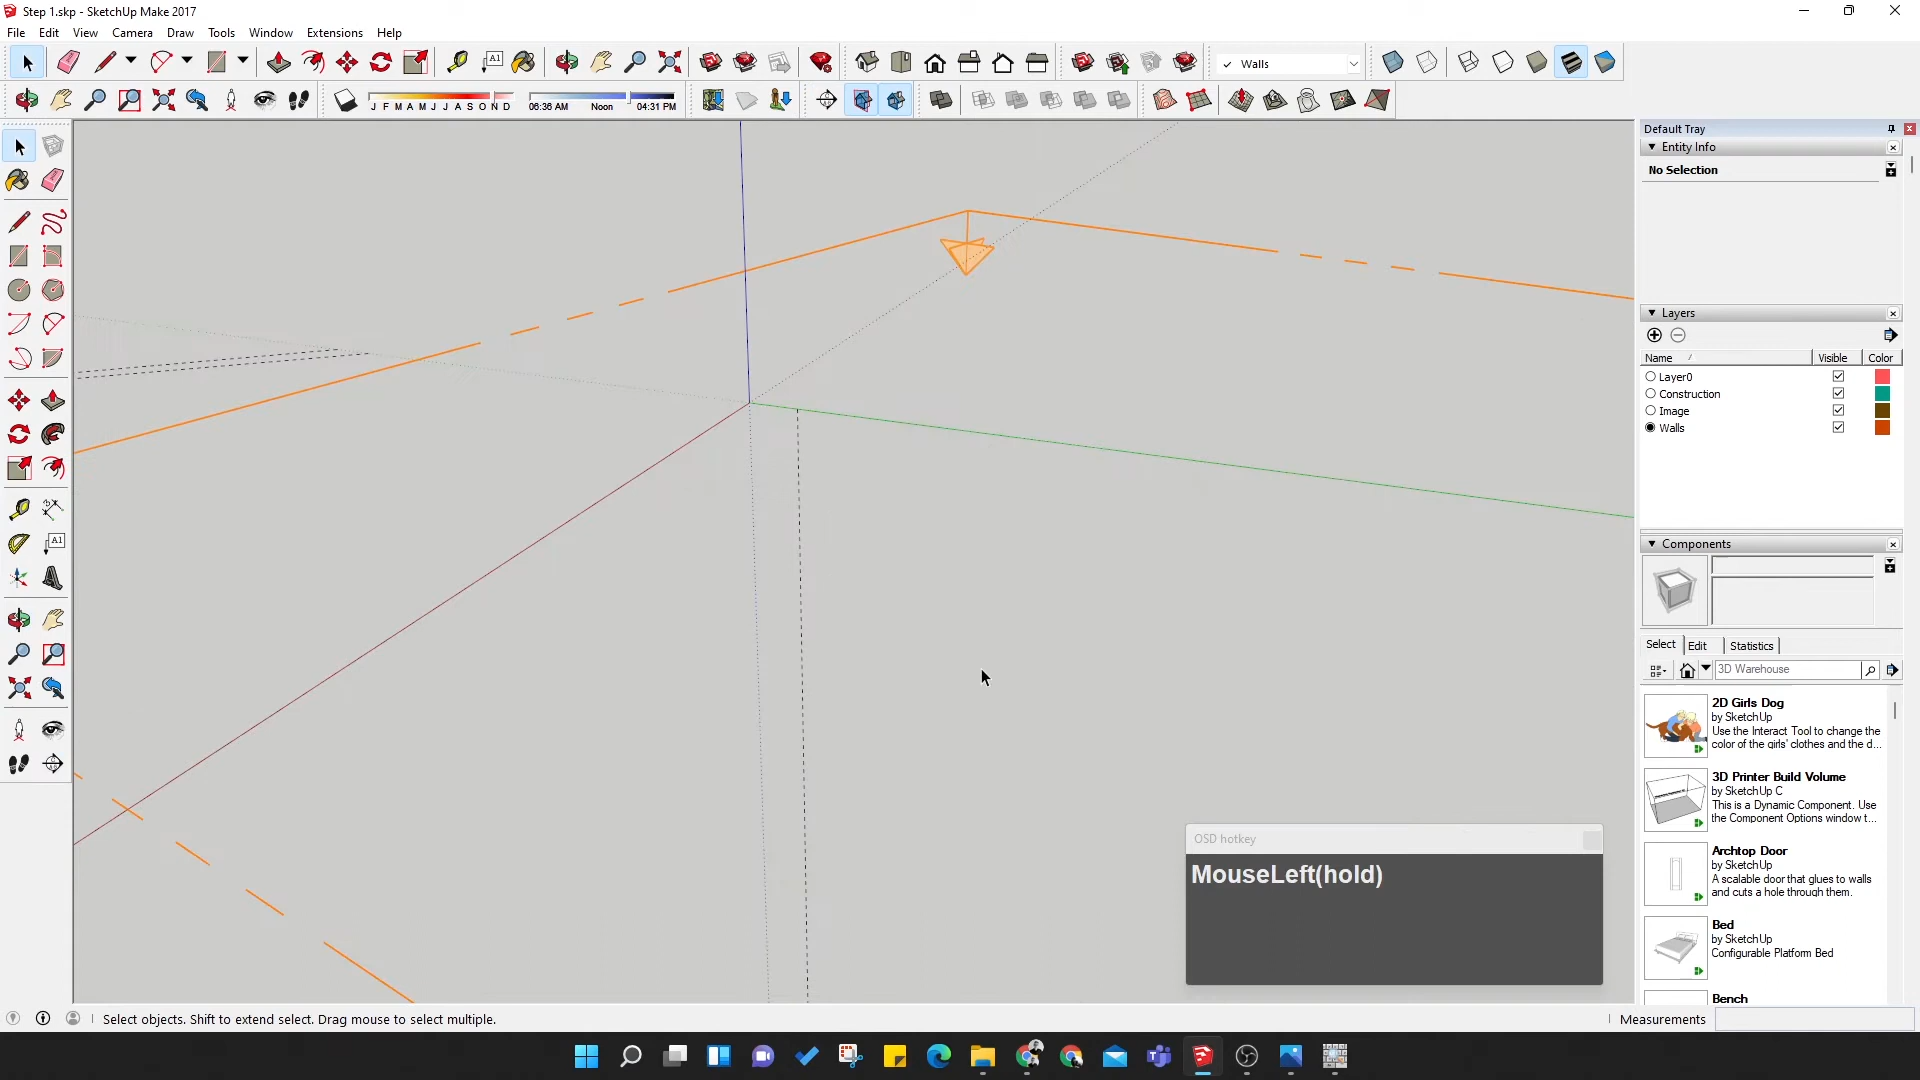 Step 1.skp - SketchUp Make 2017
File Edit View Camera Draw Tools Window Extensions Help
A1
Walls
J F M A M J J A S O N D
06:36 AM Noon 04:31 PM
A1
Default Tray
Entity Info
No Selection
Layers
Name / Visible Color
Layer0
Construction
Image
Walls
Components
Select Edit Statistics
3D Warehouse
2D Girls Dog
by SketchUp
Use the Interact Tool to change the
color of the girls' clothes and the d...
3D Printer Build Volume
by SketchUp C
This is a Dynamic Component. Use
the Component Options window t...
Archtop Door
by SketchUp
A scalable door that glues to walls
and cuts a hole through them.
Bed
by SketchUp
Configurable Platform Bed
Bench
OSD hotkey
MouseLeft(hold)
Select objects. Shift to extend select. Drag mouse to select multiple.
Measurements